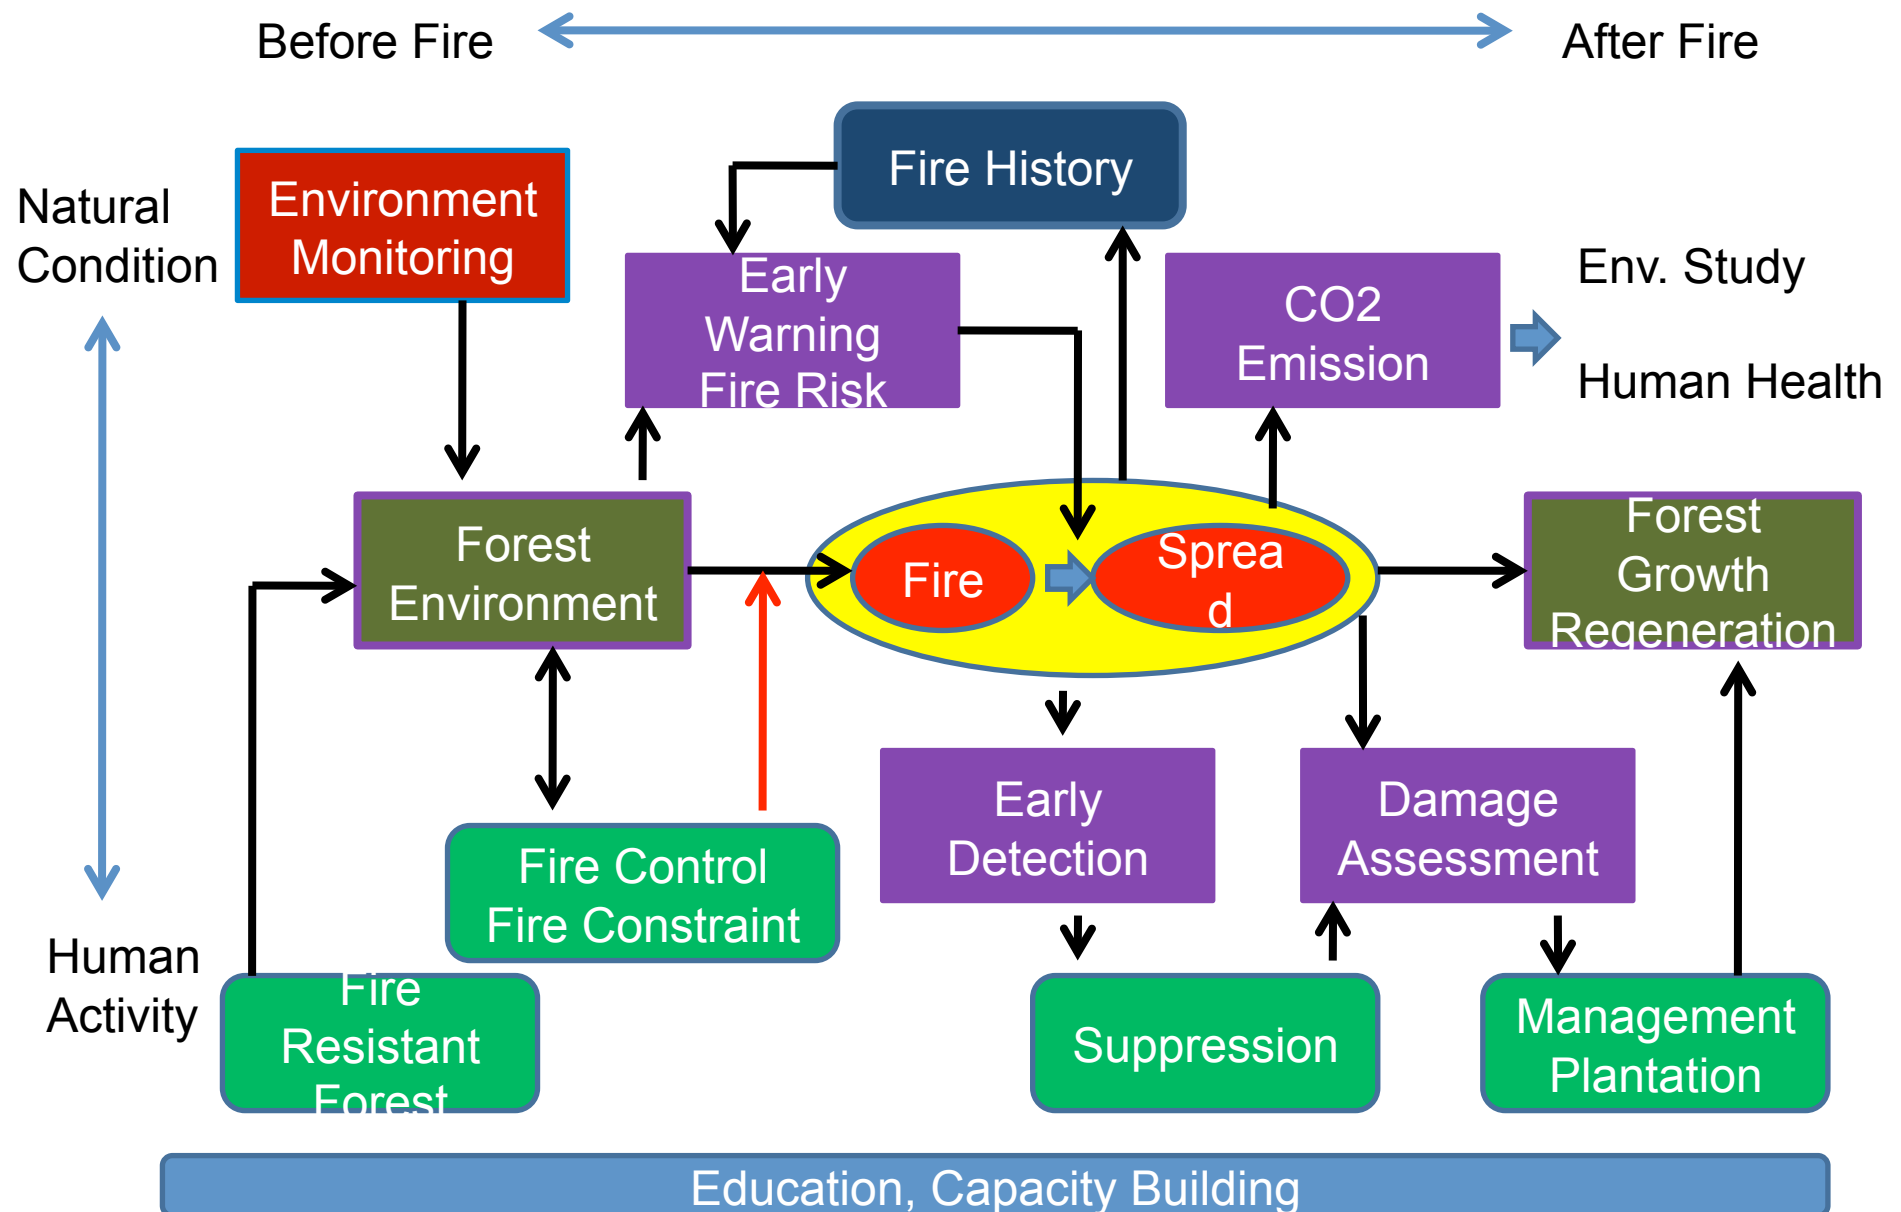 Before Fire
After Fire
Fire History
Natural
Condition
Environment
Monitoring
Early
Warning
Fire Risk
CO2
Emission
Env. Study
Human Health
Forest
Environment
Fire
Sprea
d
Forest
Growth
Regeneration
Early
Detection
Damage
Assessment
Fire Control
Fire Constraint
Human
Activity
Fire
Resistant
Forest
Suppression
Management
Plantation
Education, Capacity Building